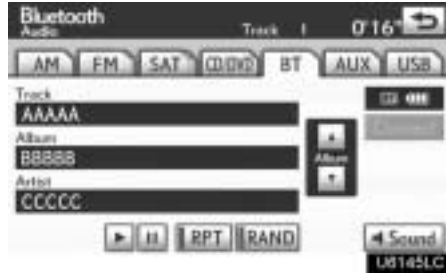 Bluetooth
Audio
Track 1 0'16"
AM FM SAT CD/DVD BT AUX USB
Track
AAAAA
Album
BBBBB
Album
Artist
CCCCC
RPT RAND
Sound
U6145LC